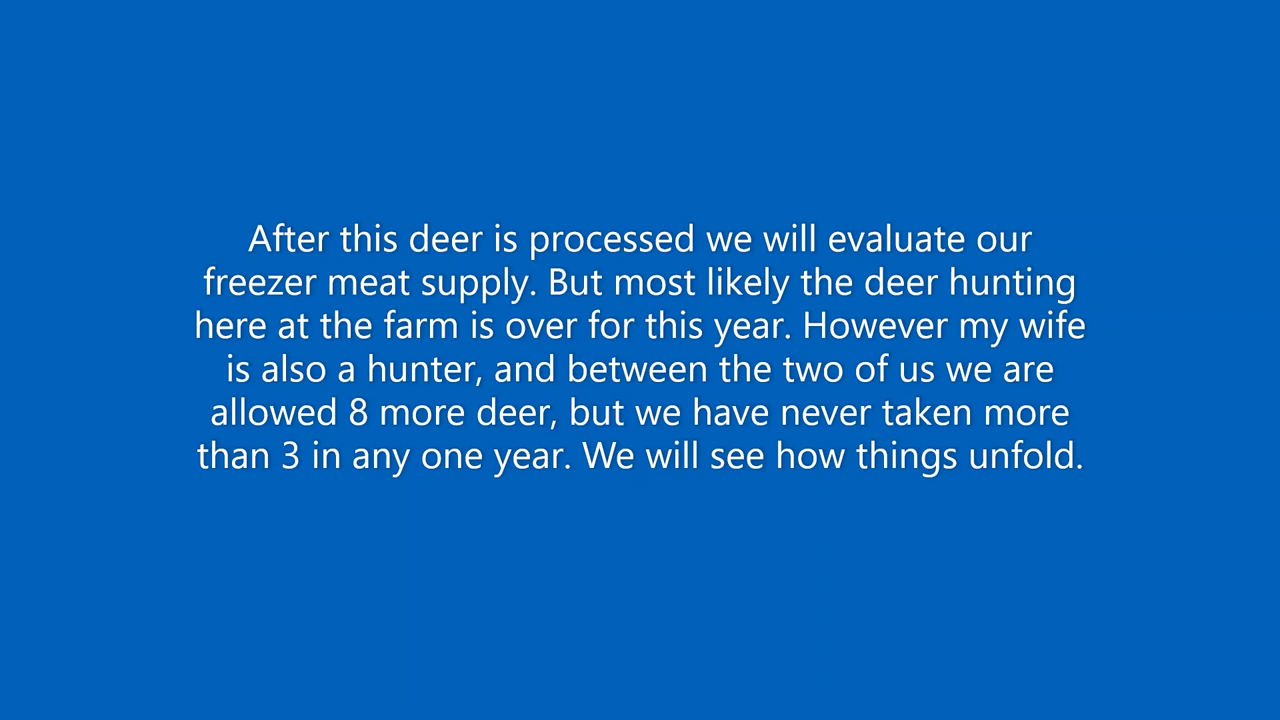 After this deer is processed we will evaluate our
freezer meat supply. But most likely the deer hunting
here at the farm is over for this year. However my wife
is also a hunter, and between the two of us we are
allowed 8 more deer, but we have never taken more
than 3 in any one year. We will see how things unfold.